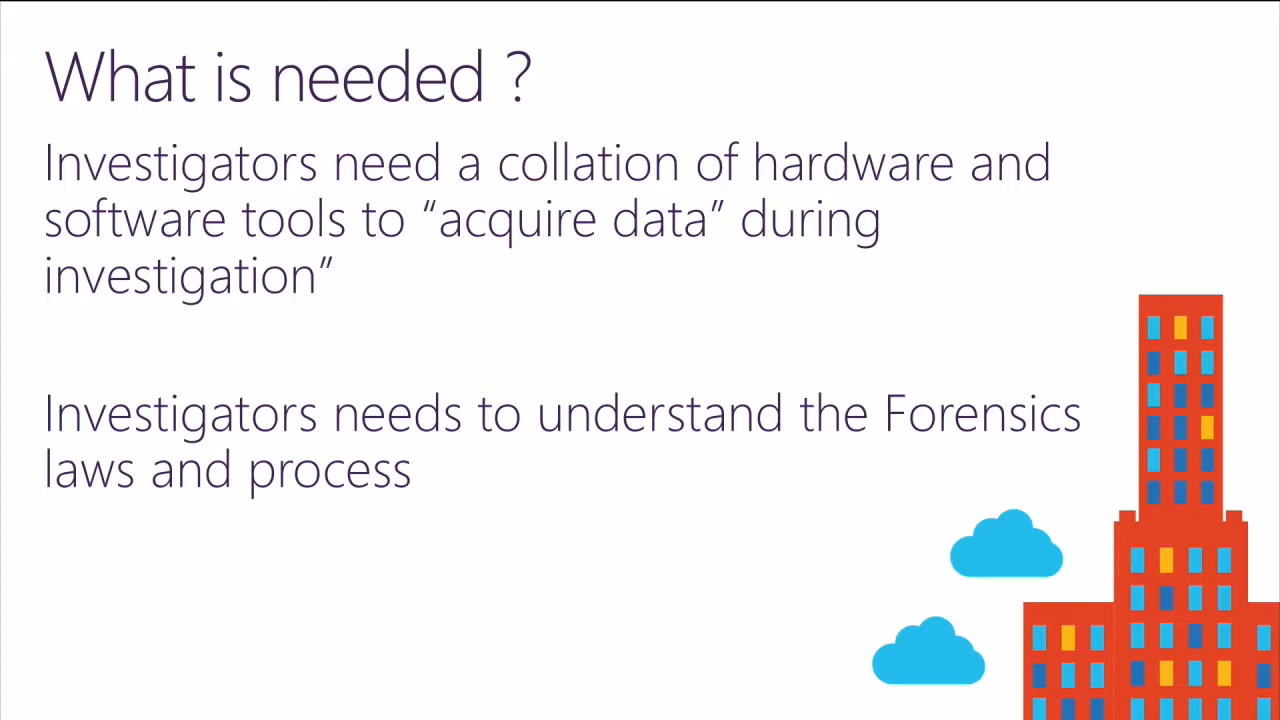 What is needed ?
Investigators need a collation of hardware and
software tools to “acquire data” during
investigation”
Investigators needs to understand the Forensics
laws and process